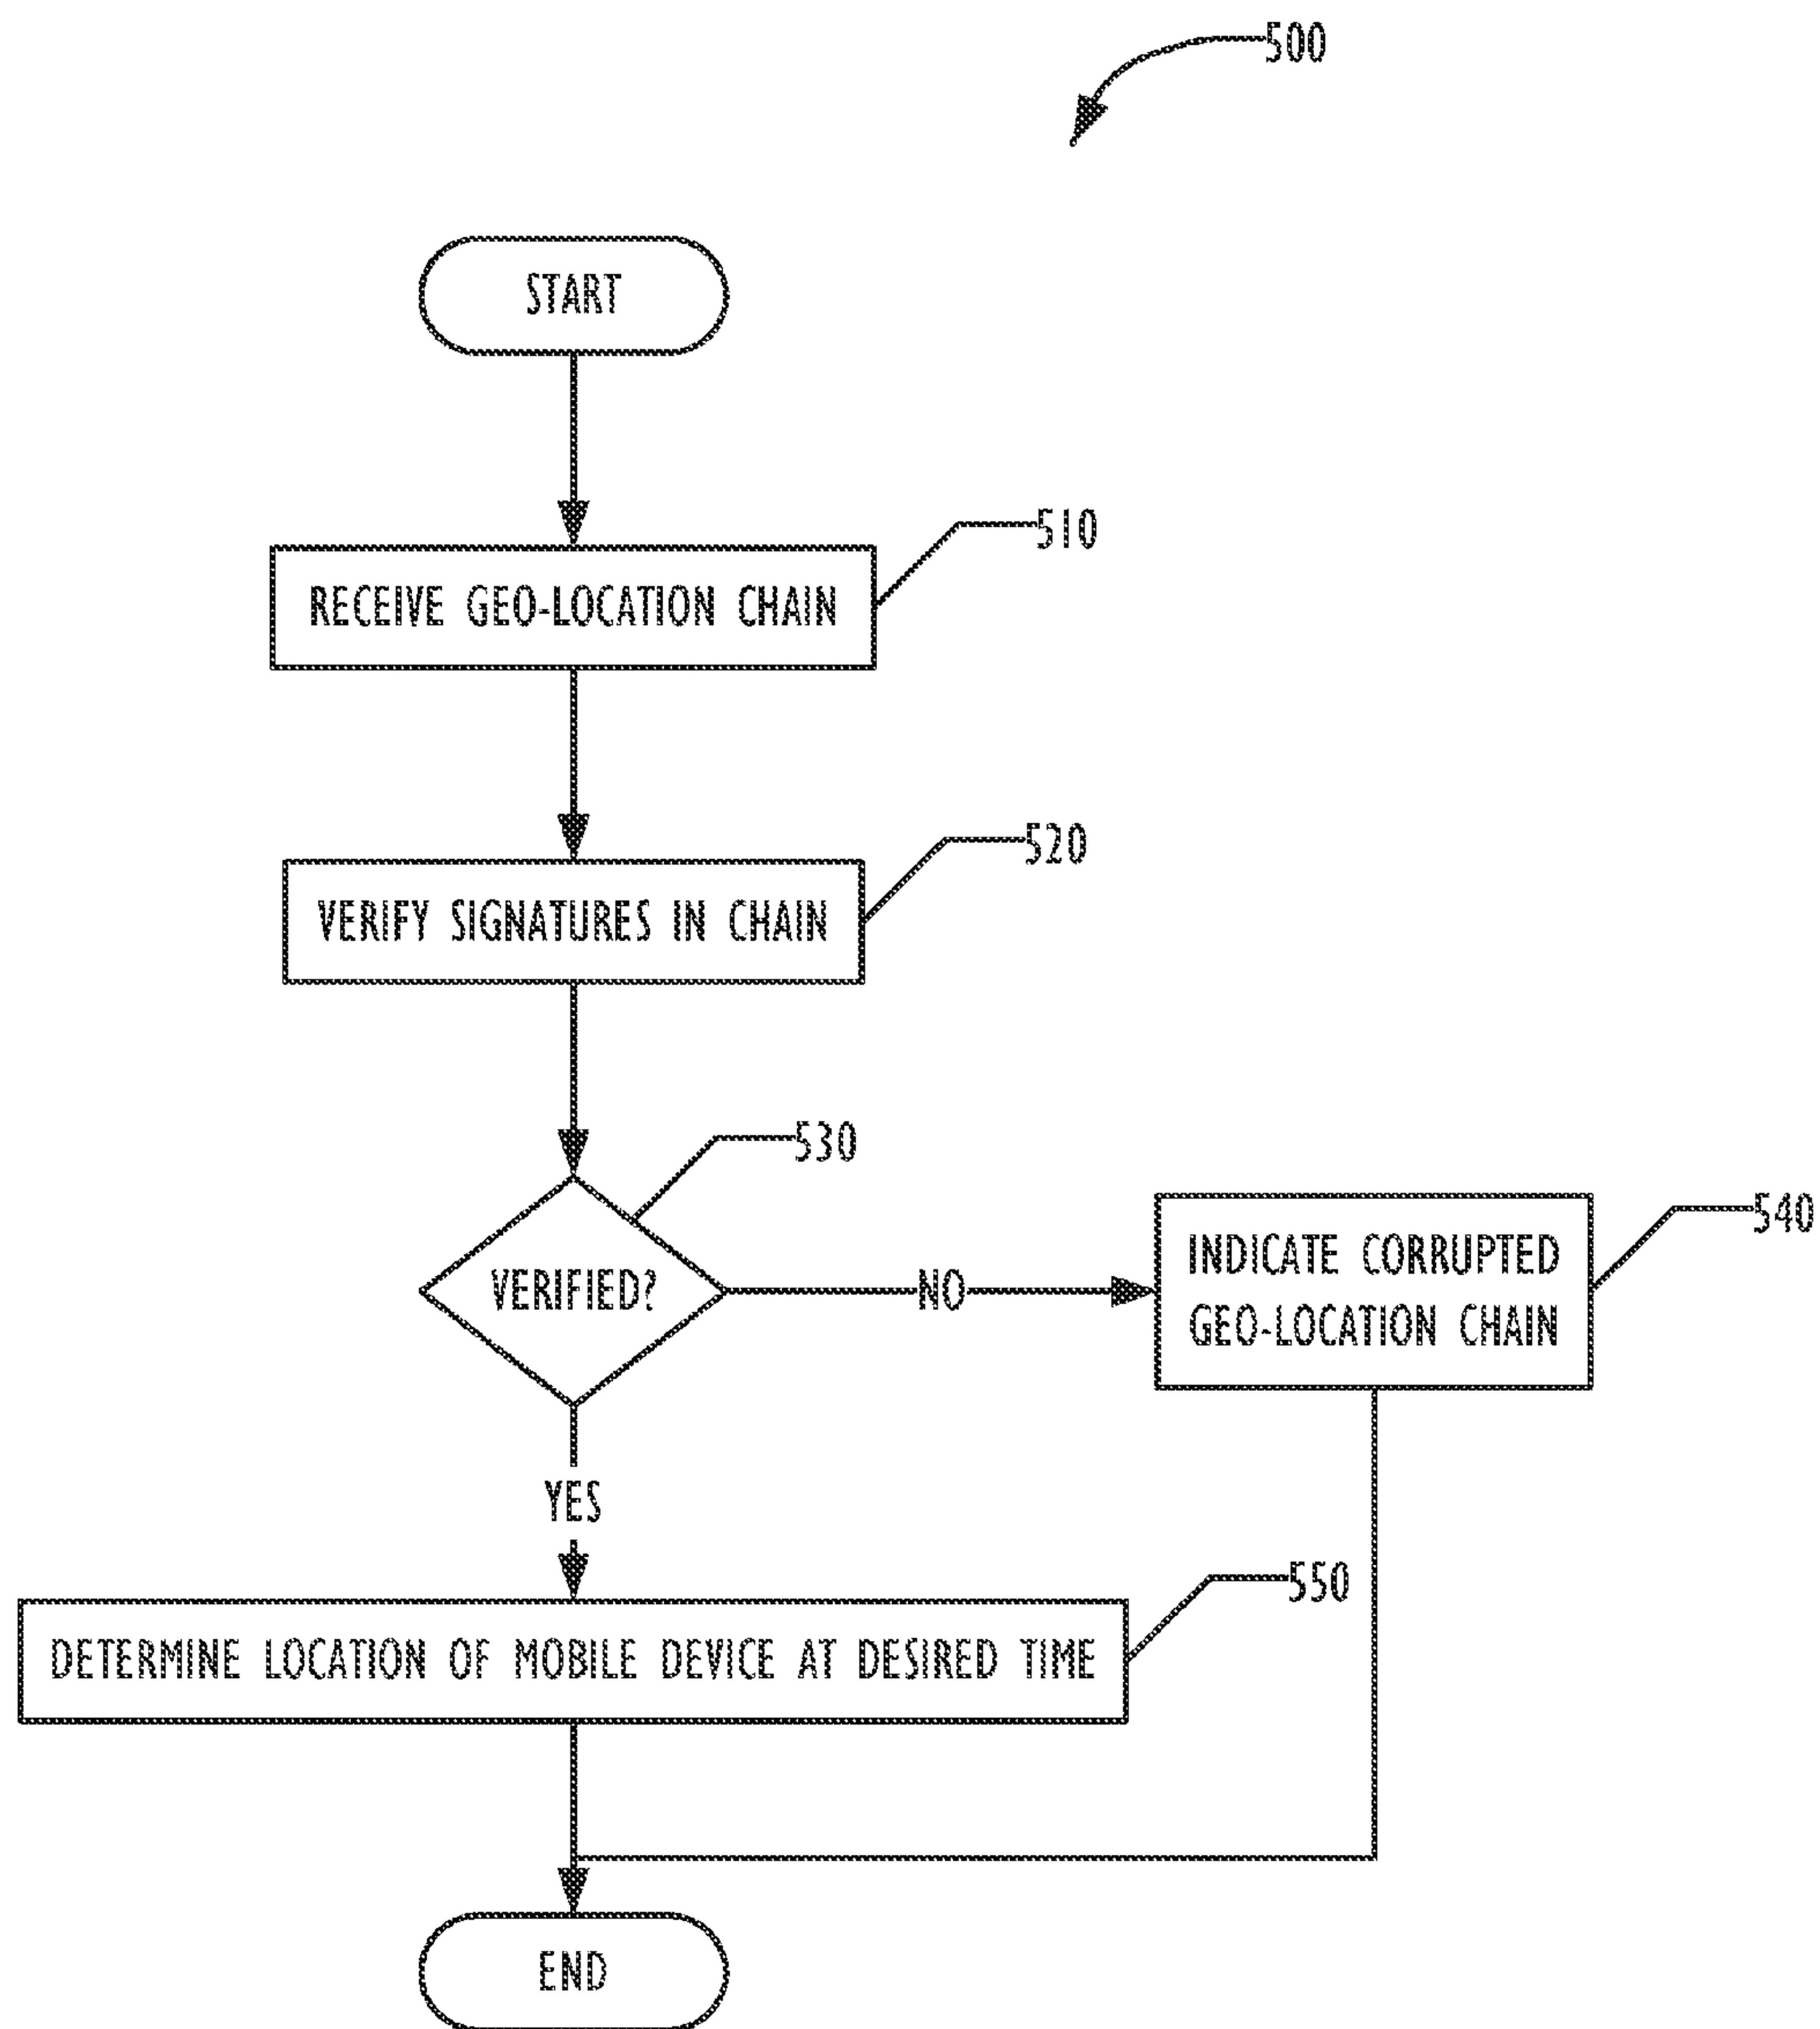 500
START
510
RECEIVE GEO-LOCATION CHAIN
520
VERIFY SIGNATURES IN CHAIN
530
VERIFIED?
NO
540
INDICATE CORRUPTED
GEO-LOCATION CHAIN
YES
550
DETERMINE LOCATION OF MOBILE DEVICE AT DESIRED TIME
END